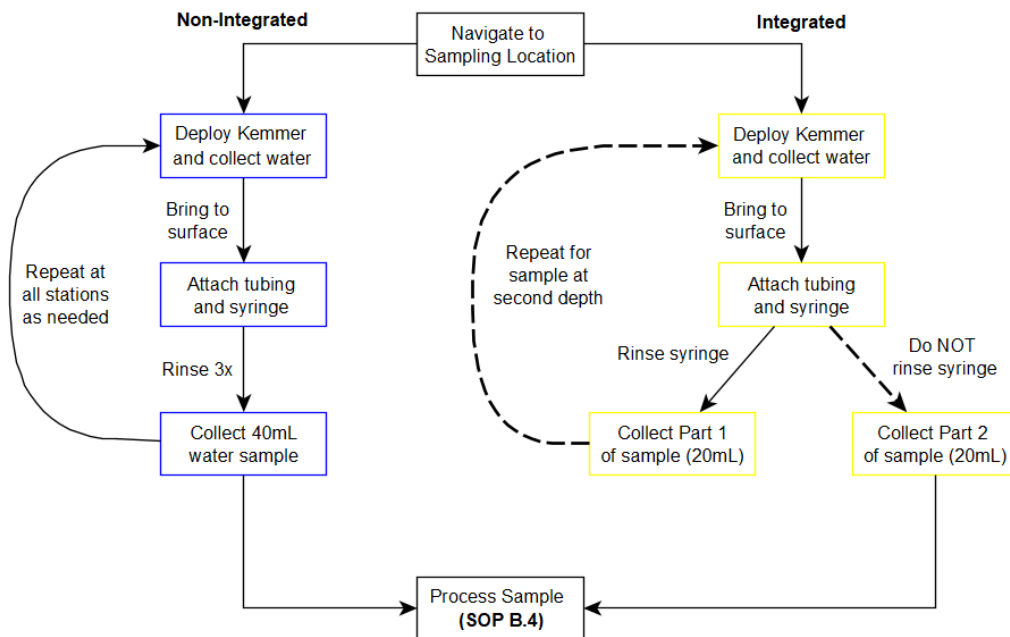 Non-Integrated
Integrated
Navigate to
Sampling Location
Deploy Kemmer
and collect water
Deploy Kemmer
and collect water
Bring to
surface
Bring to
surface
Repeat at
all stations
as needed
Attach tubing
and syringe
Repeat for
sample at
second depth
Attach tubing
and syringe
Rinse 3x
Rinse syringe
Do NOT
rinse syringe
Collect 40mL
water sample
Collect Part 1
of sample (20mL)
Collect Part 2
of sample (20mL)
Process Sample
(SOP B.4)